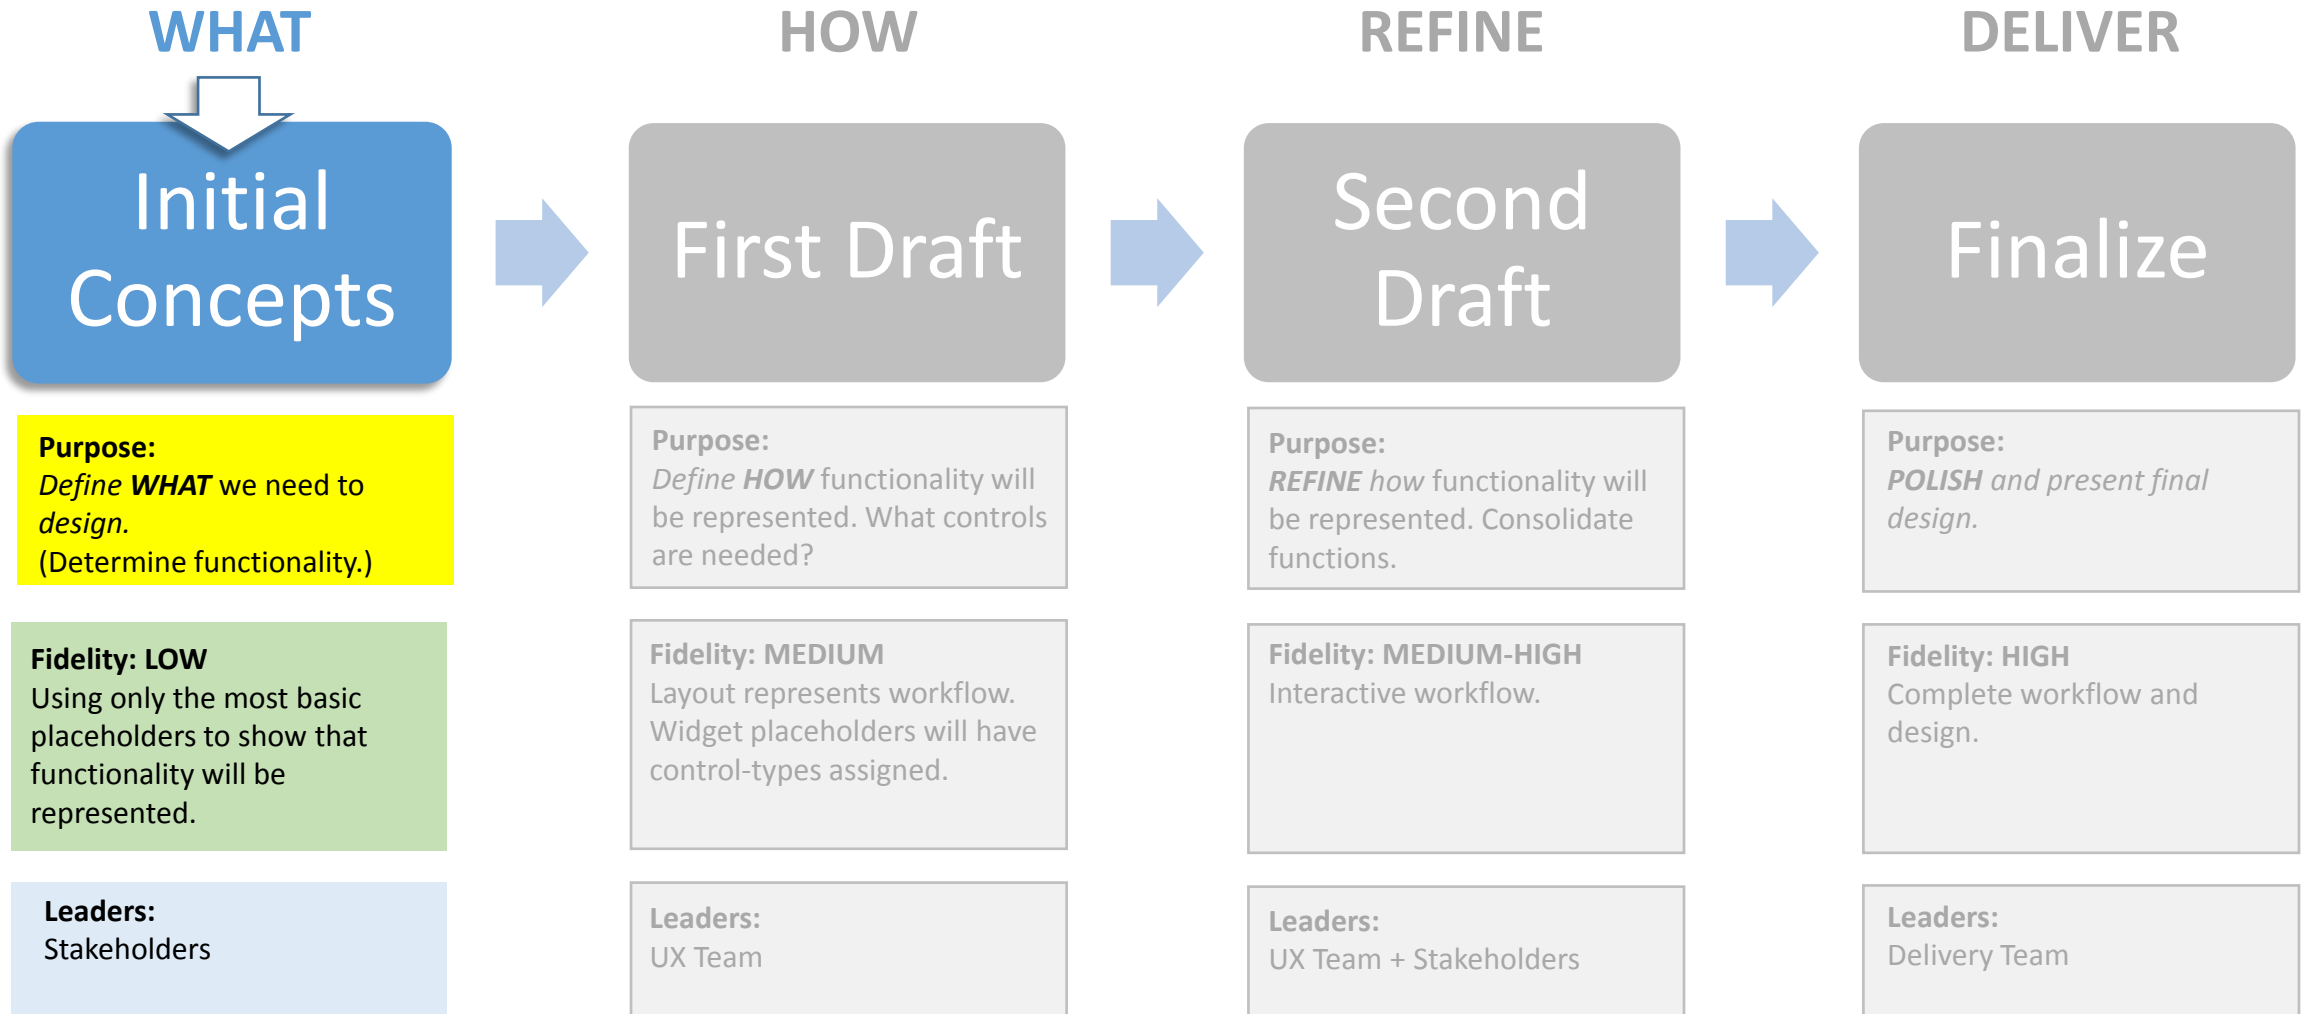 WHAT
HOW
REFINE
DELIVER
Initial
Concepts
First Draft
Second
Draft
Finalize
Purpose:
Define WHAT we need to
design.
(Determine functionality.)
Purpose:
Define HOW functionality will
be represented. What controls
are needed?
Purpose:
REFINE how functionality will
be represented. Consolidate
functions.
Purpose:
POLISH and present final
design.
Fidelity: LOW
Using only the most basic
placeholders to show that
functionality will be
represented.
Fidelity: MEDIUM
Layout represents workflow.
Widget placeholders will have
control-types assigned.
Fidelity: MEDIUM-HIGH
Interactive workflow.
Fidelity: HIGH
Complete workflow and
design.
Leaders:
Stakeholders
Leaders:
UX Team
Leaders:
UX Team + Stakeholders
Leaders:
Delivery Team